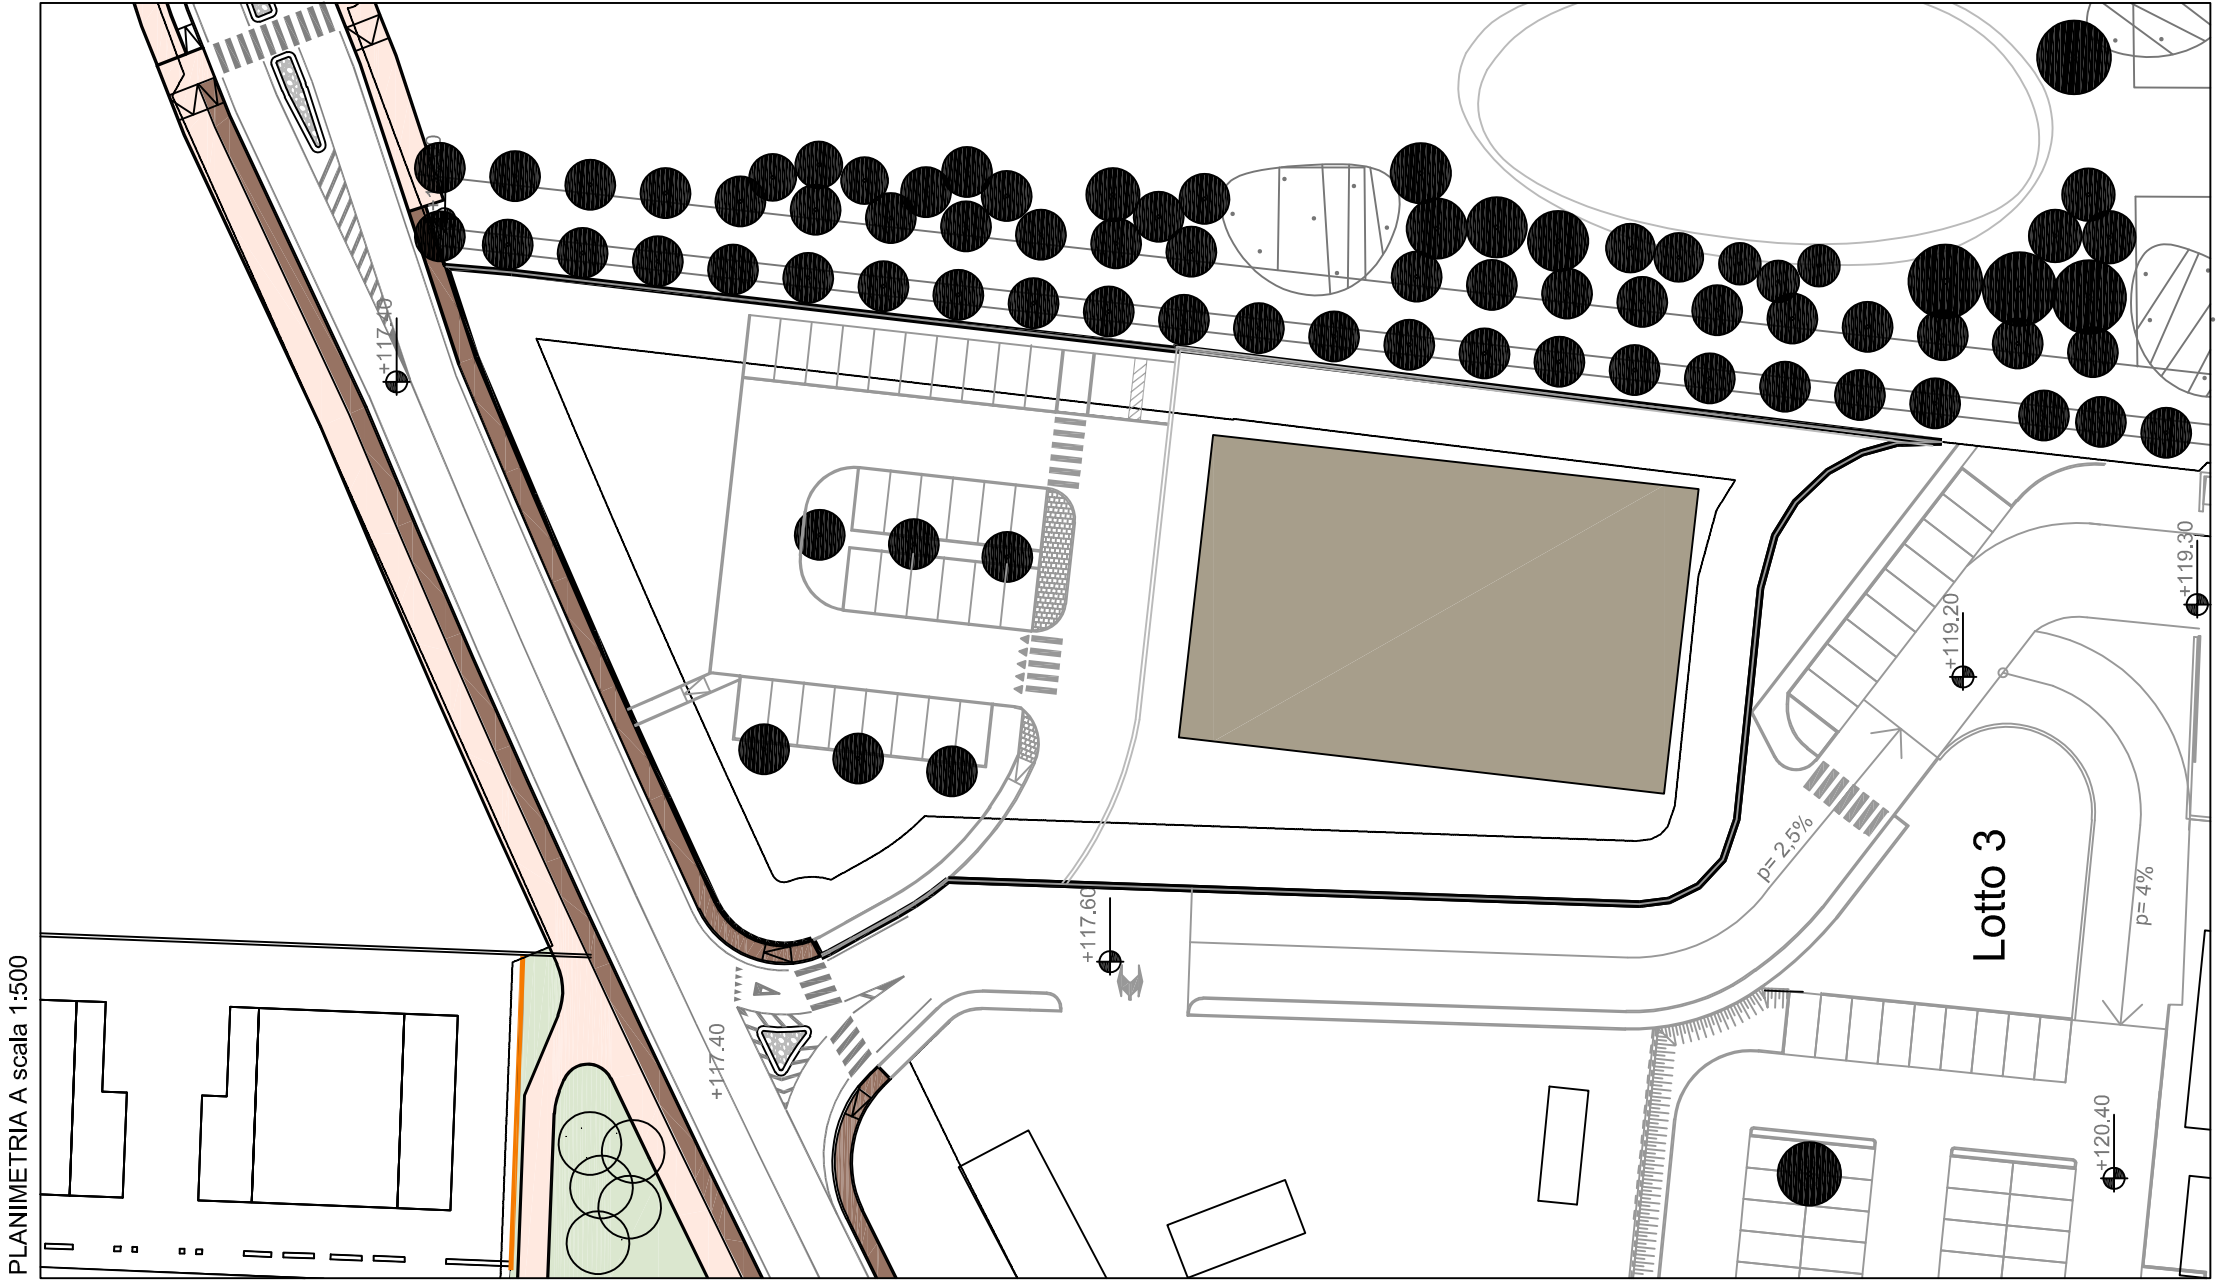 PLANIMETRIA A scala 1:500
+117.40
+117.40
+117.60
p= 2,5%
+119.20
+119.30
Lotto 3
p= 4%
+120.40